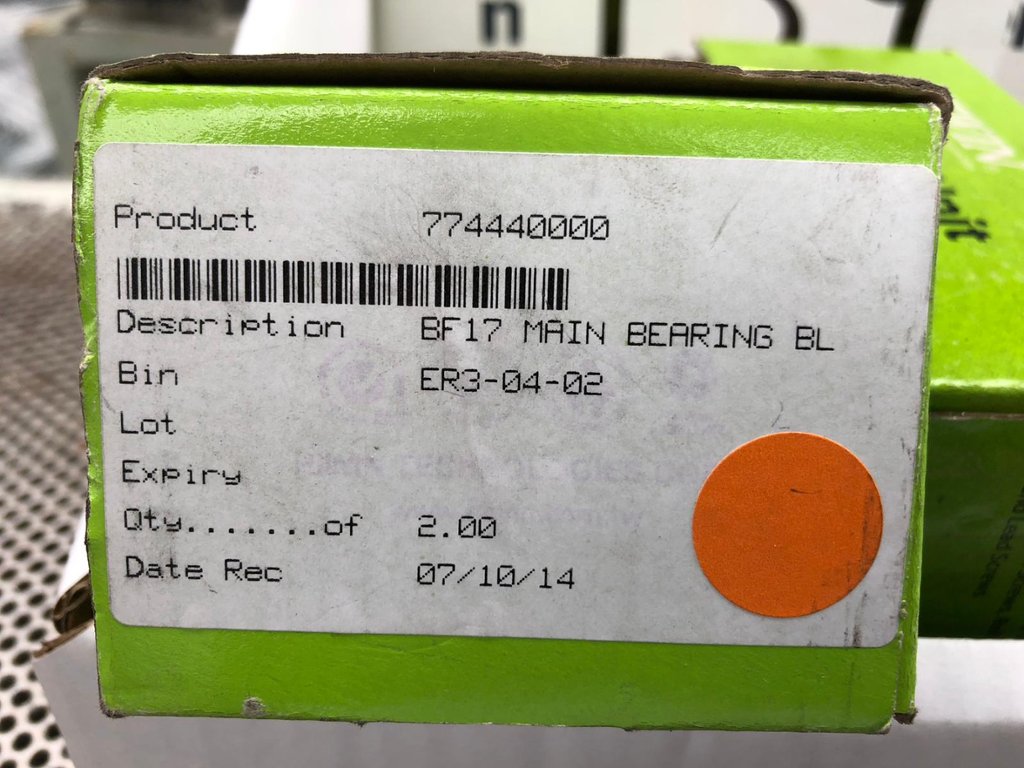 n
Product 774440000
Description BF17 MAIN BEARING BL
Bin ER3-04-02
Lot
Expiry
Qty.......of 2.00
Date Rec 07/10/14